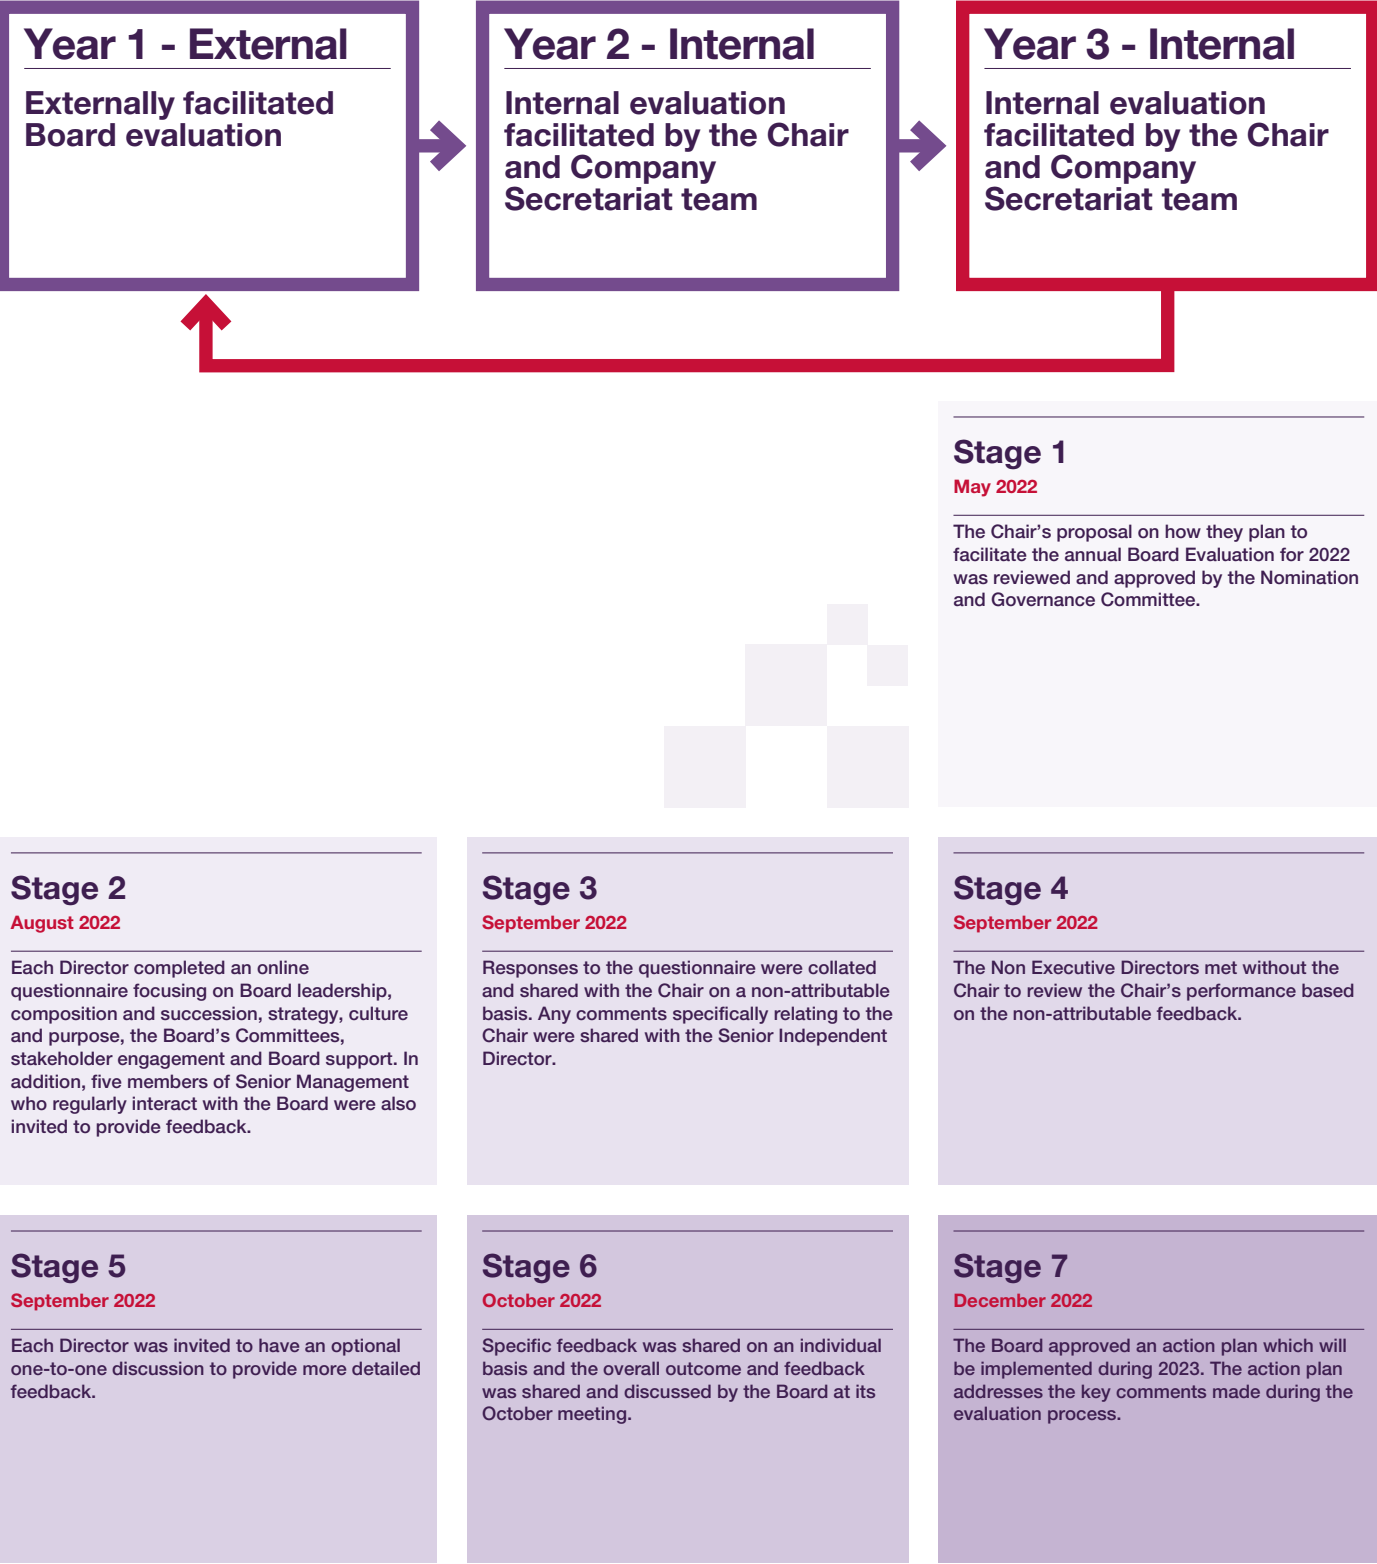 Year 1 - External
Externally facilitated
Board evaluation
Year 2 - Internal
Internal evaluation
facilitated by the Chair
and Company
Secretariat team
Year 3 - Internal
Internal evaluation
facilitated by the Chair
and Company
Secretariat team
Stage 1
May 2022
The Chair’s proposal on how they plan to
facilitate the annual Board Evaluation for 2022
was reviewed and approved by the Nomination
and Governance Committee.
Stage 2
August 2022
Each Director completed an online
questionnaire focusing on Board leadership,
composition and succession, strategy, culture
and purpose, the Board’s Committees,
stakeholder engagement and Board support. In
addition, five members of Senior Management
who regularly interact with the Board were also
invited to provide feedback.
Stage 3
September 2022
Responses to the questionnaire were collated
and shared with the Chair on a non-attributable
basis. Any comments specifically relating to the
Chair were shared with the Senior Independent
Director.
Stage 4
September 2022
The Non Executive Directors met without the
Chair to review the Chair’s performance based
on the non-attributable feedback.
Stage 5
September 2022
Each Director was invited to have an optional
one-to-one discussion to provide more detailed
feedback.
Stage 6
October 2022
Specific feedback was shared on an individual
basis and the overall outcome and feedback
was shared and discussed by the Board at its
October meeting.
Stage 7
December 2022
The Board approved an action plan which will
be implemented during 2023. The action plan
addresses the key comments made during the
evaluation process.